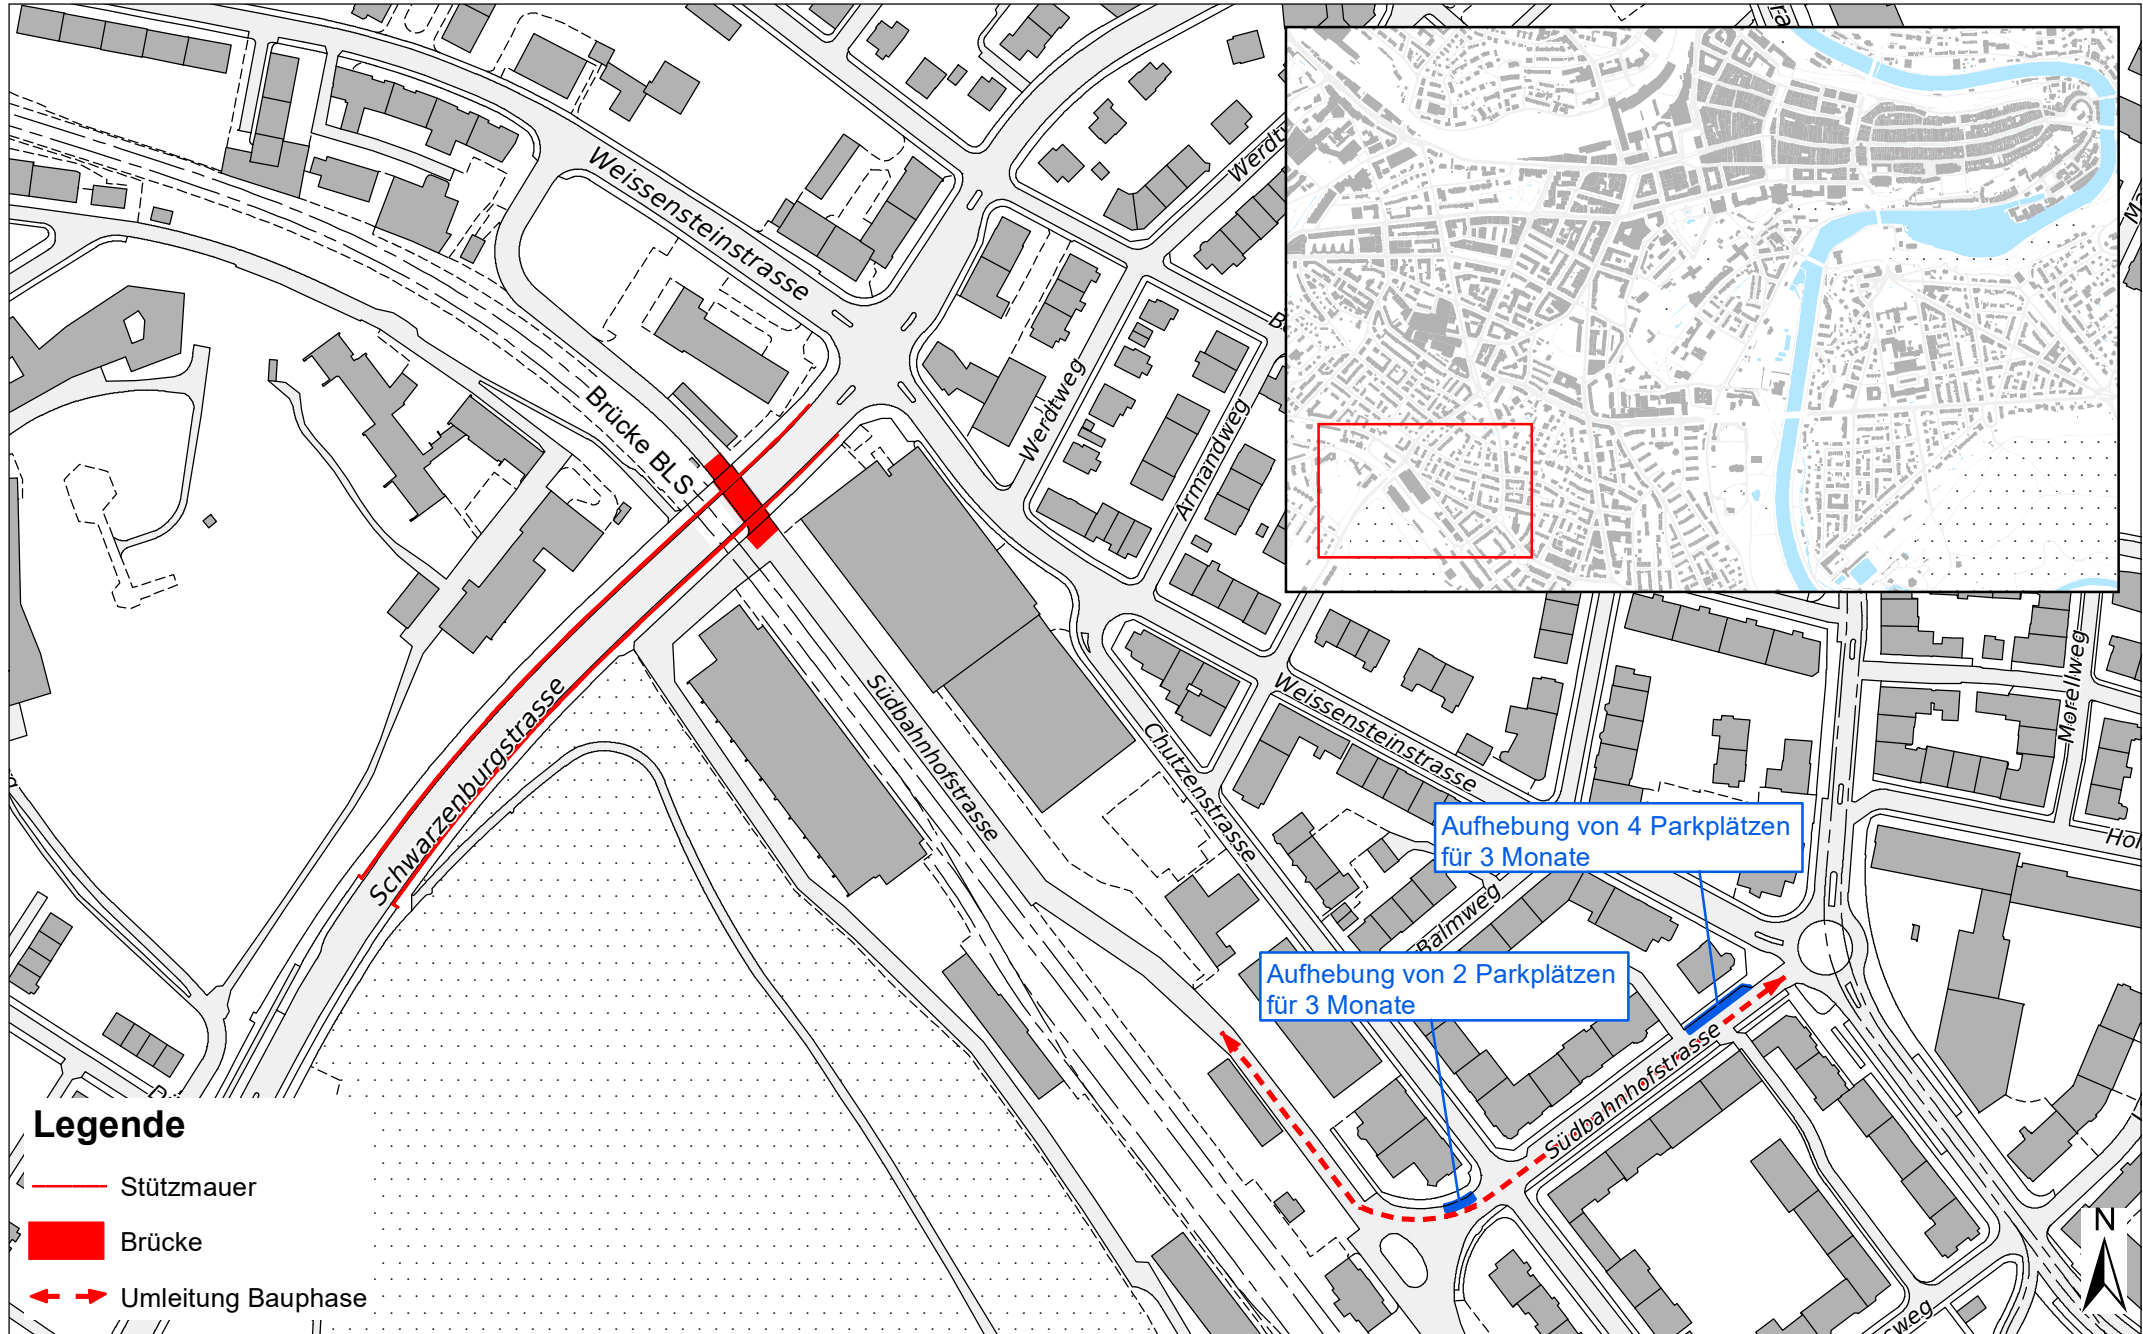 Weissensteinstrasse
Werdtweg
Armandweg
Brücke BLS
Schwarzenburgstrasse
Südbahnhofstrasse
Chutzenstrasse
Weissensteinstrasse
Morellweg
Aufhebung von 4 Parkplätzen
für 3 Monate
Balmweg
Aufhebung von 2 Parkplätzen
für 3 Monate
Südbahnhofstrasse
Legende
Stützmauer
Brücke
Umleitung Bauphase
N